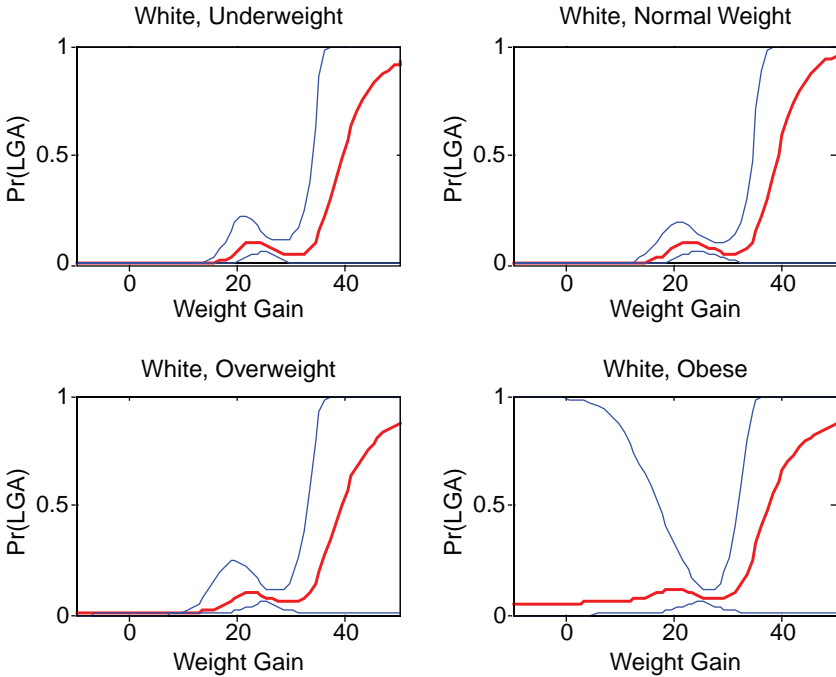 White, Underweight
1
0.5
0
Pr(LGA)
0 20 40
Weight Gain
White, Normal Weight
1
0.5
0
Pr(LGA)
0 20 40
Weight Gain
White, Overweight
1
0.5
0
Pr(LGA)
0 20 40
Weight Gain
White, Obese
1
0.5
0
Pr(LGA)
0 20 40
Weight Gain